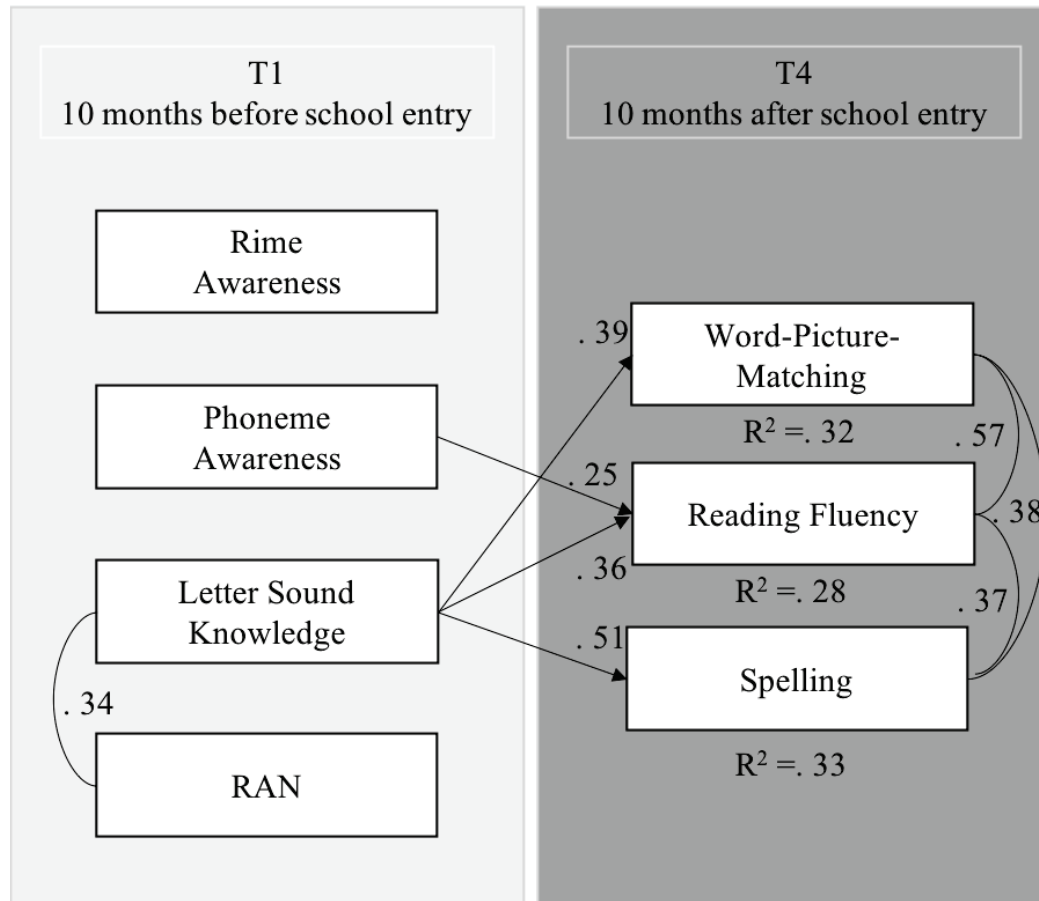 T1
10 months before school entry
Rime
Awareness
Phoneme
Awareness
Letter Sound
Knowledge
. 34
RAN
T4
10 months after school entry
. 39
Word-Picture-
Matching
R² =. 32
. 57
. 25
Reading Fluency
. 38
. 36
R² =. 28
. 37
. 51
Spelling
R² =. 33